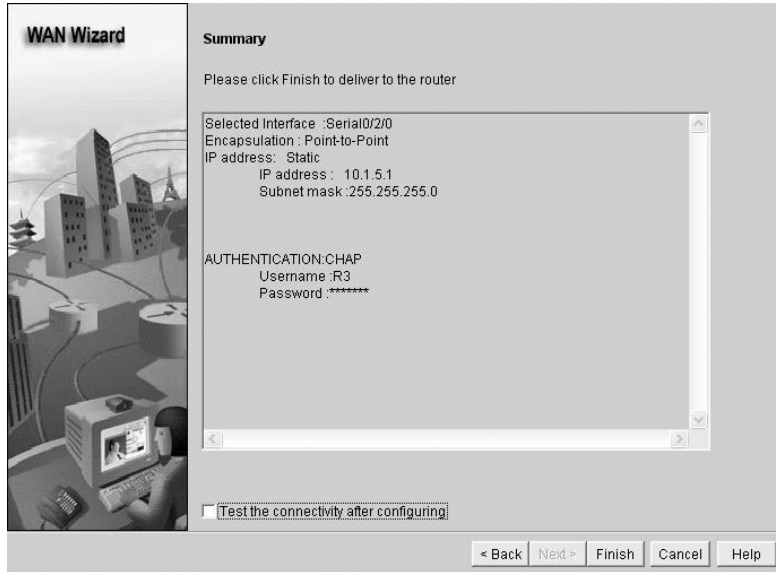 WAN Wizard
Summary
Please click Finish to deliver to the router
Selected Interface :Serial0/2/0
Encapsulation : Point-to-Point
IP address: Static
IP address : 10.1.5.1
Subnet mask :255.255.255.0
AUTHENTICATION:CHAP
Username :R3
Password :*******
Test the connectivity after configuring
< Back Next > Finish Cancel Help